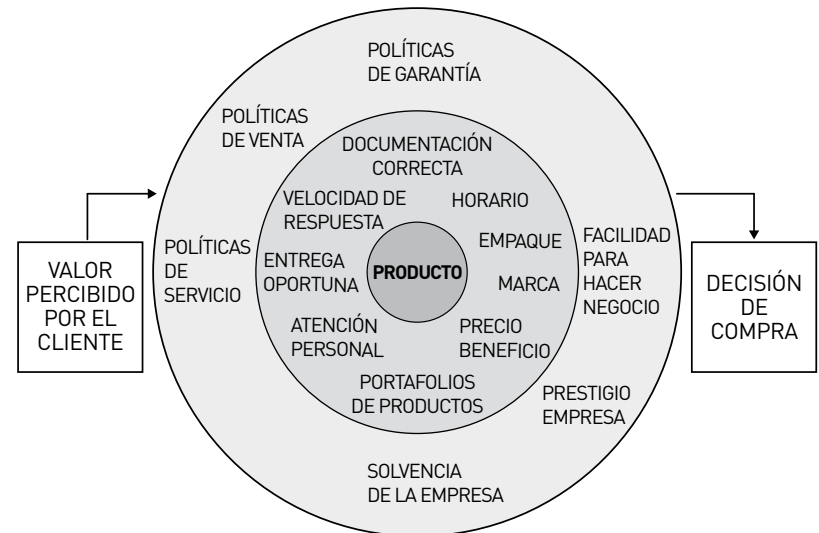 POLÍTICAS
DE GARANTÍA
POLÍTICAS
DE VENTA
DOCUMENTACIÓN
CORRECTA
VELOCIDAD DE
RESPUESTA
HORARIO
POLÍTICAS
DE
SERVICIO
ENTREGA
OPORTUNA
PRODUCTO
EMPAQUE
MARCA
FACILIDAD
PARA
HACER
NEGOCIO
VALOR
PERCIBIDO
POR EL
CLIENTE
DECISIÓN
DE
COMPRA
ATENCIÓN
PERSONAL
PRECIO
BENEFICIO
PORTAFOLIOS
DE PRODUCTOS
PRESTIGIO
EMPRESA
SOLVENCIA
DE LA EMPRESA